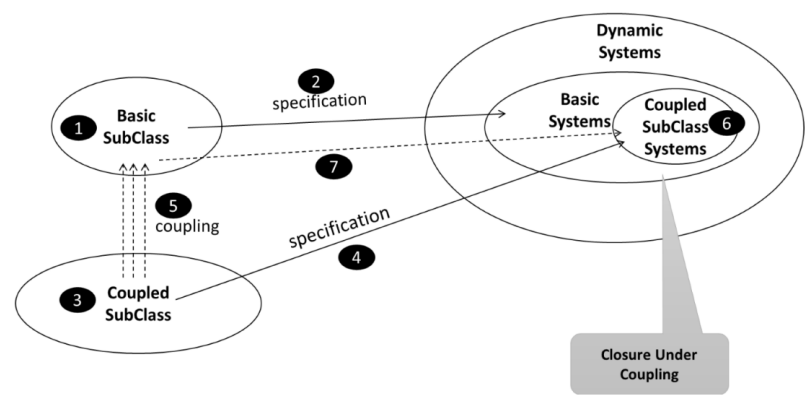 Dynamic
Systems
2
specification
1
Basic
SubClass
Basic
Systems
Coupled
SubClass
Systems
6
7
5
coupling
specification
4
3
Coupled
SubClass
Closure Under
Coupling